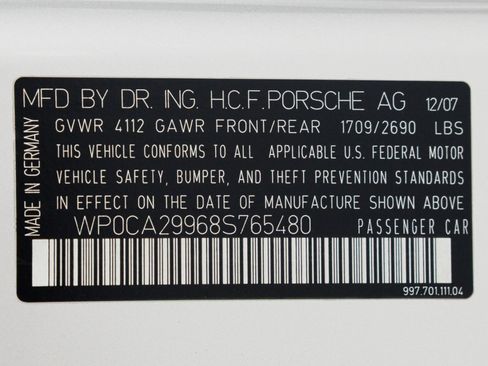 MFD BY DR. ING. H.C.F. PORSCHE AG 12/07
GVWR 4112 GAWR FRONT/REAR 1709/2690 LBS
THIS VEHICLE CONFORMS TO ALL APPLICABLE U.S. FEDERAL MOTOR
VEHICLE SAFETY, BUMPER, AND THEFT PREVENTION STANDARDS
IN EFFECT ON THE DATE OF MANUFACTURE SHOWN ABOVE
WP0CA29968S765480 PASSENGER CAR
997.701.111.04
MADE IN GERMANY